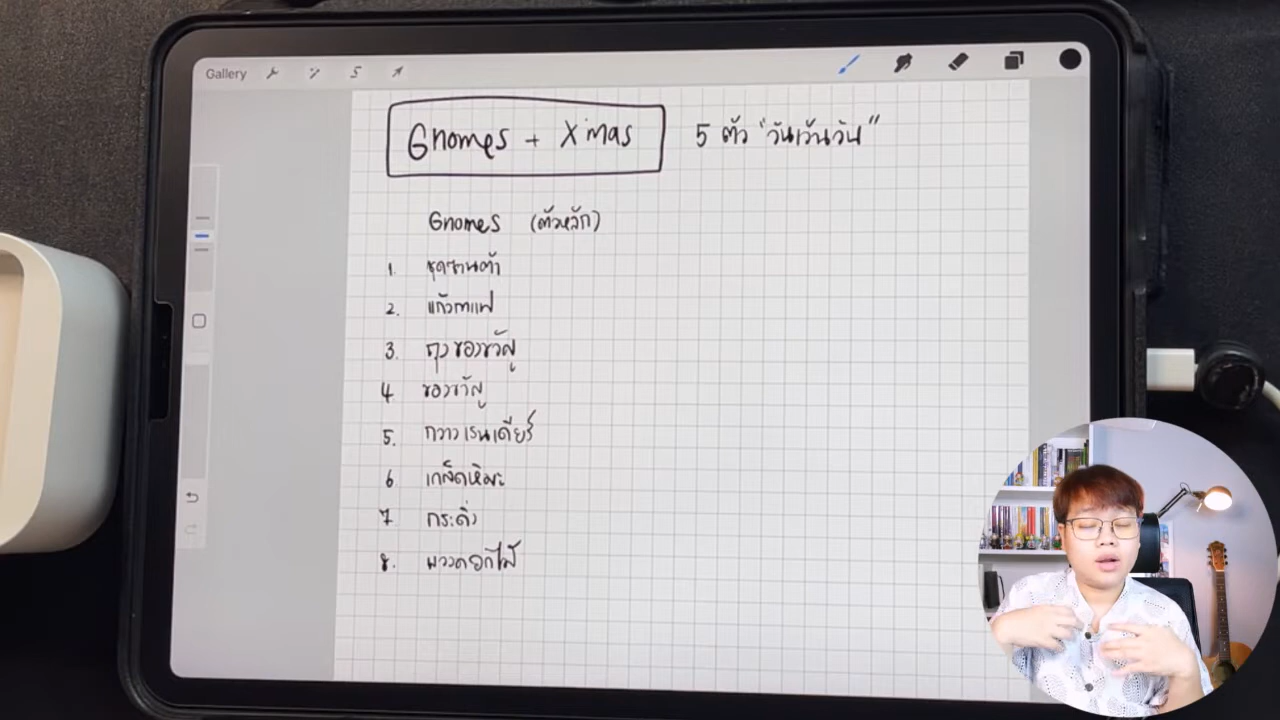 Gallery
Gnomes + X'mas 5 ตัว "วันเว้นวัน"
Gnomes (ตัวหลัก)
1. ชุดซานต้า
2. แก้วกาแฟ
3. ถุงของขวัญ
4 ของขวัญ
5. กวางเรนเดียร์
6 เกล็ดหิมะ
7 กระดิ่ง
8. พวงดอกไม้